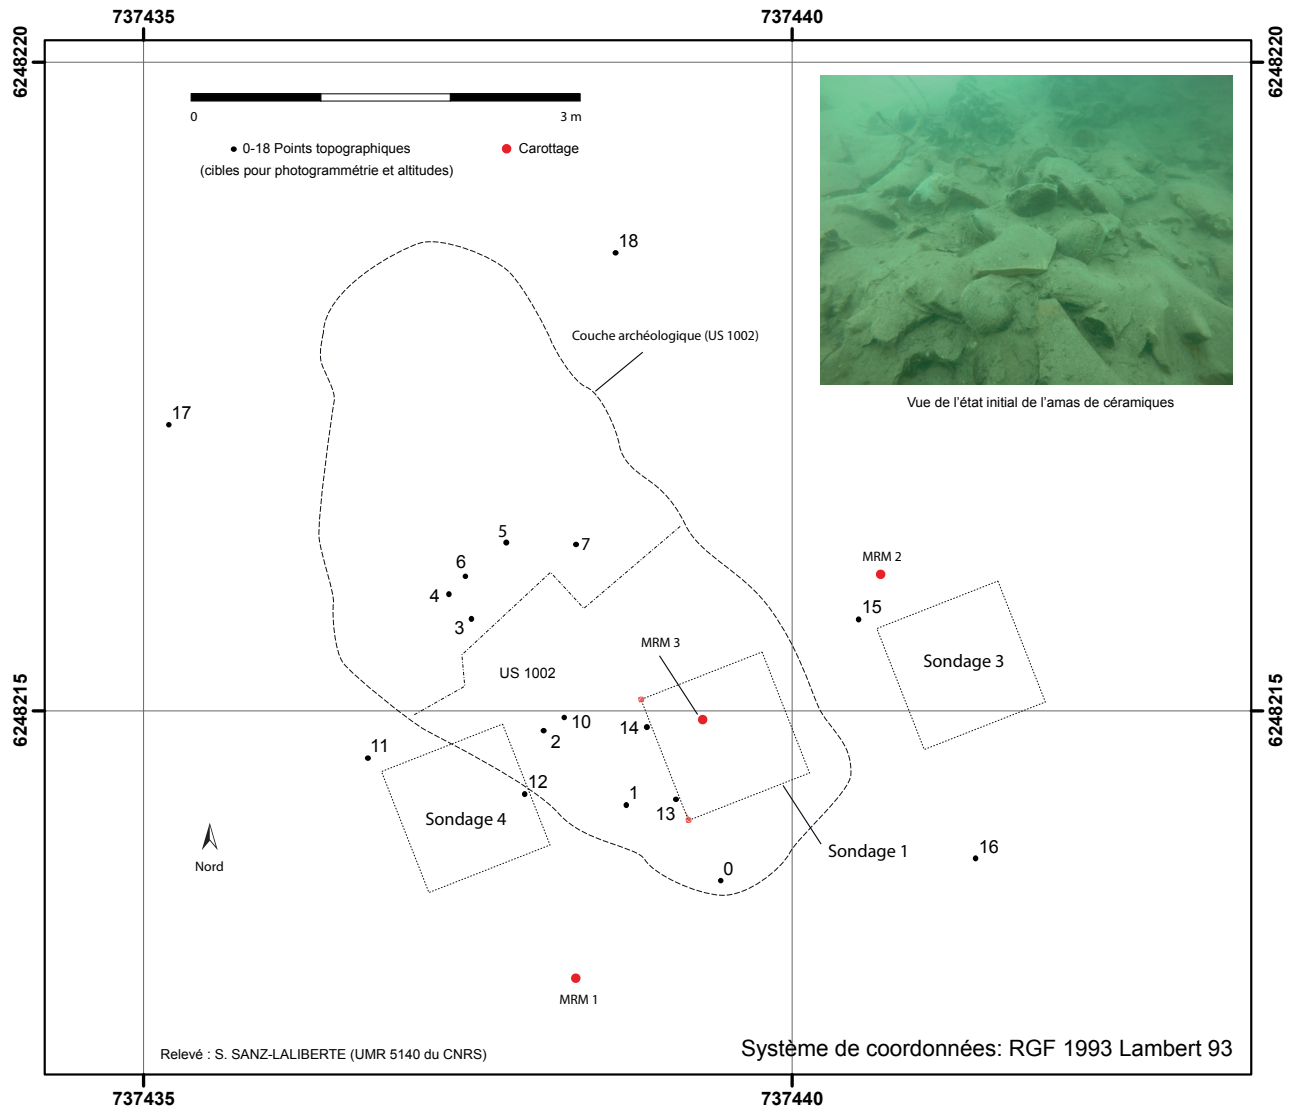 737435
737440
6248220
6248220
0
3 m
0-18 Points topographiques
(cibles pour photogrammétrie et altitudes)
Carottage
Vue de l'état initial de l'amas de céramiques
18
Couche archéologique (US 1002)
17
5
7
6
4
3
MRM 2
15
Sondage 3
MRM 3
US 1002
6248215
6248215
10
2
14
11
12
1
13
Sondage 4
Sondage 1
16
0
Nord
MRM 1
Relevé : S. SANZ-LALIBERTE (UMR 5140 du CNRS)
Système de coordonnées: RGF 1993 Lambert 93
737435
737440